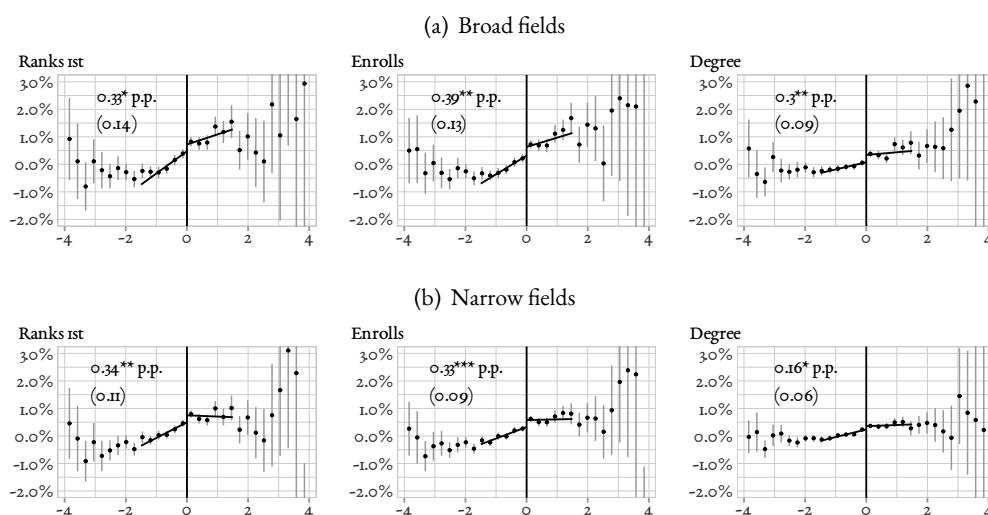 (a) Broad fields
Ranks 1st Enrolls Degree
3.0% 3.0% 3.0%
0.33* p.p. 0.39** p.p. 0.3** p.p.
2.0% 2.0% 2.0%
(0.14) (0.13) (0.09)
1.0% 1.0% 1.0%
0.0% 0.0% 0.0%
-1.0% -1.0% -1.0%
-2.0% -2.0% -2.0%
-4 -2 0 2 4 -4 -2 0 2 4 -4 -2 0 2 4
(b) Narrow fields
Ranks 1st Enrolls Degree
3.0% 3.0% 3.0%
0.34** p.p. 0.33*** p.p. 0.16* p.p.
2.0% 2.0% 2.0%
(0.11) (0.09) (0.06)
1.0% 1.0% 1.0%
0.0% 0.0% 0.0%
-1.0% -1.0% -1.0%
-2.0% -2.0% -2.0%
-4 -2 0 2 4 -4 -2 0 2 4 -4 -2 0 2 4